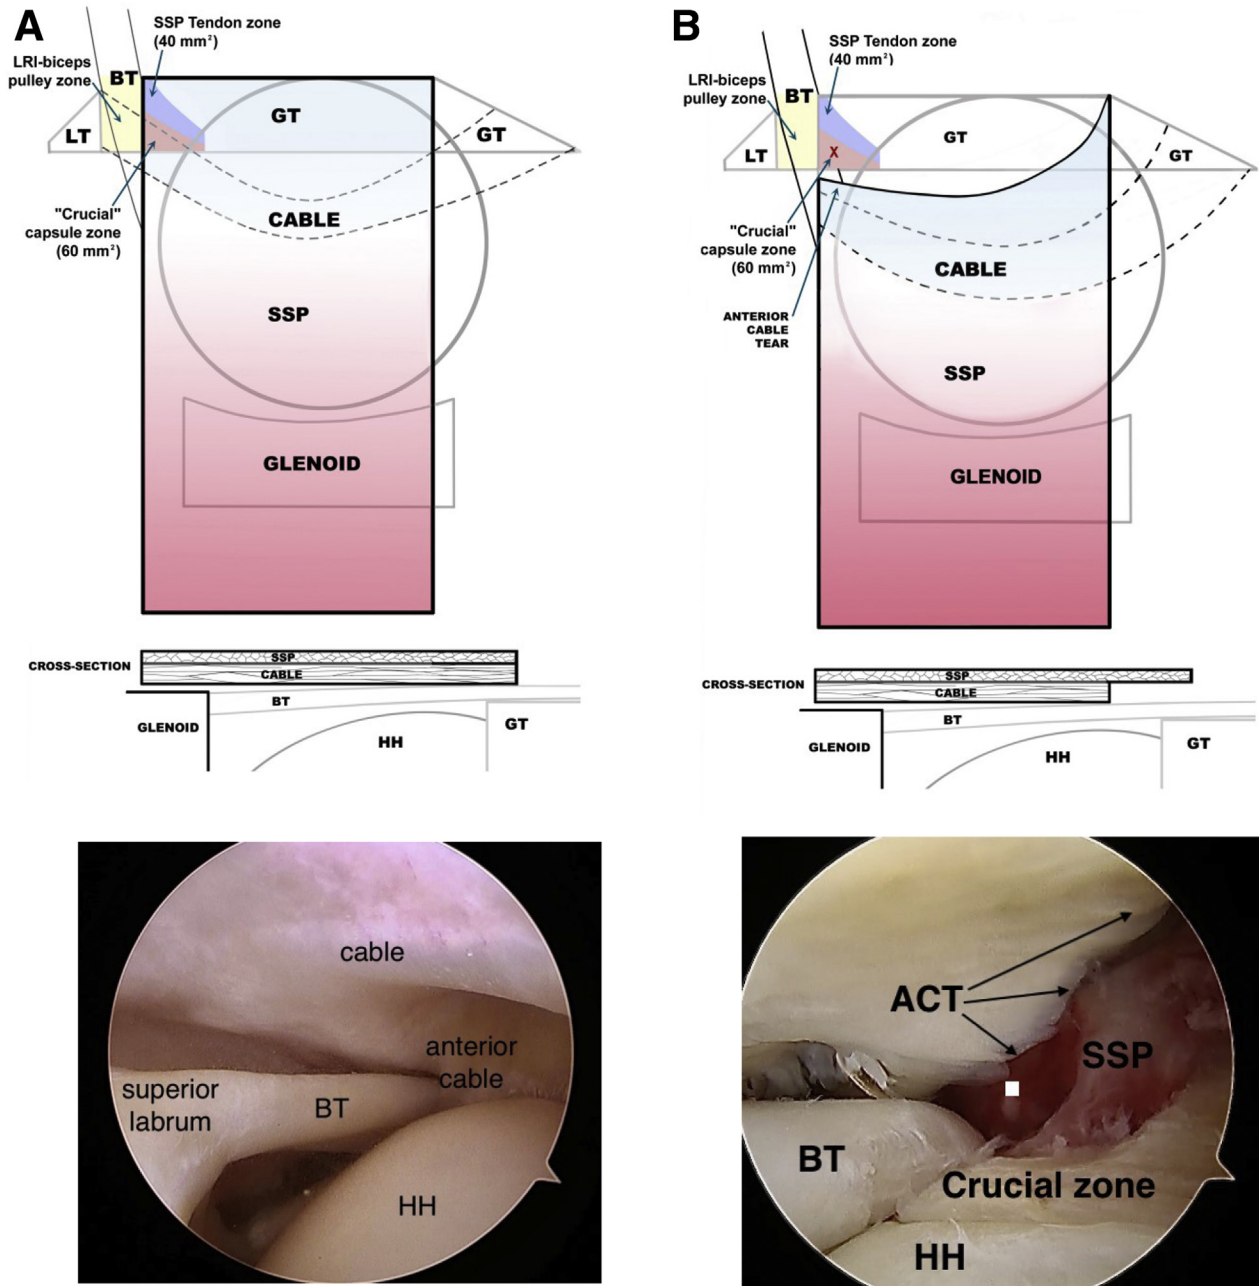 A
SSP Tendon zone
(40 mm²)
LRI-biceps
pulley zone
BT
GT
LT
GT
"Crucial"
capsule zone
(60 mm²)
CABLE
SSP
GLENOID
CROSS-SECTION
SSP
CABLE
BT
GLENOID
HH
GT
cable
anterior
cable
superior
labrum
BT
HH
B
SSP Tendon zone
(40 mm²)
LRI-biceps
pulley zone
BT
GT
LT
X
GT
"Crucial"
capsule zone
(60 mm²)
CABLE
ANTERIOR
CABLE
TEAR
SSP
GLENOID
CROSS-SECTION
SSP
CABLE
BT
GLENOID
HH
GT
ACT
SSP
BT
Crucial zone
HH